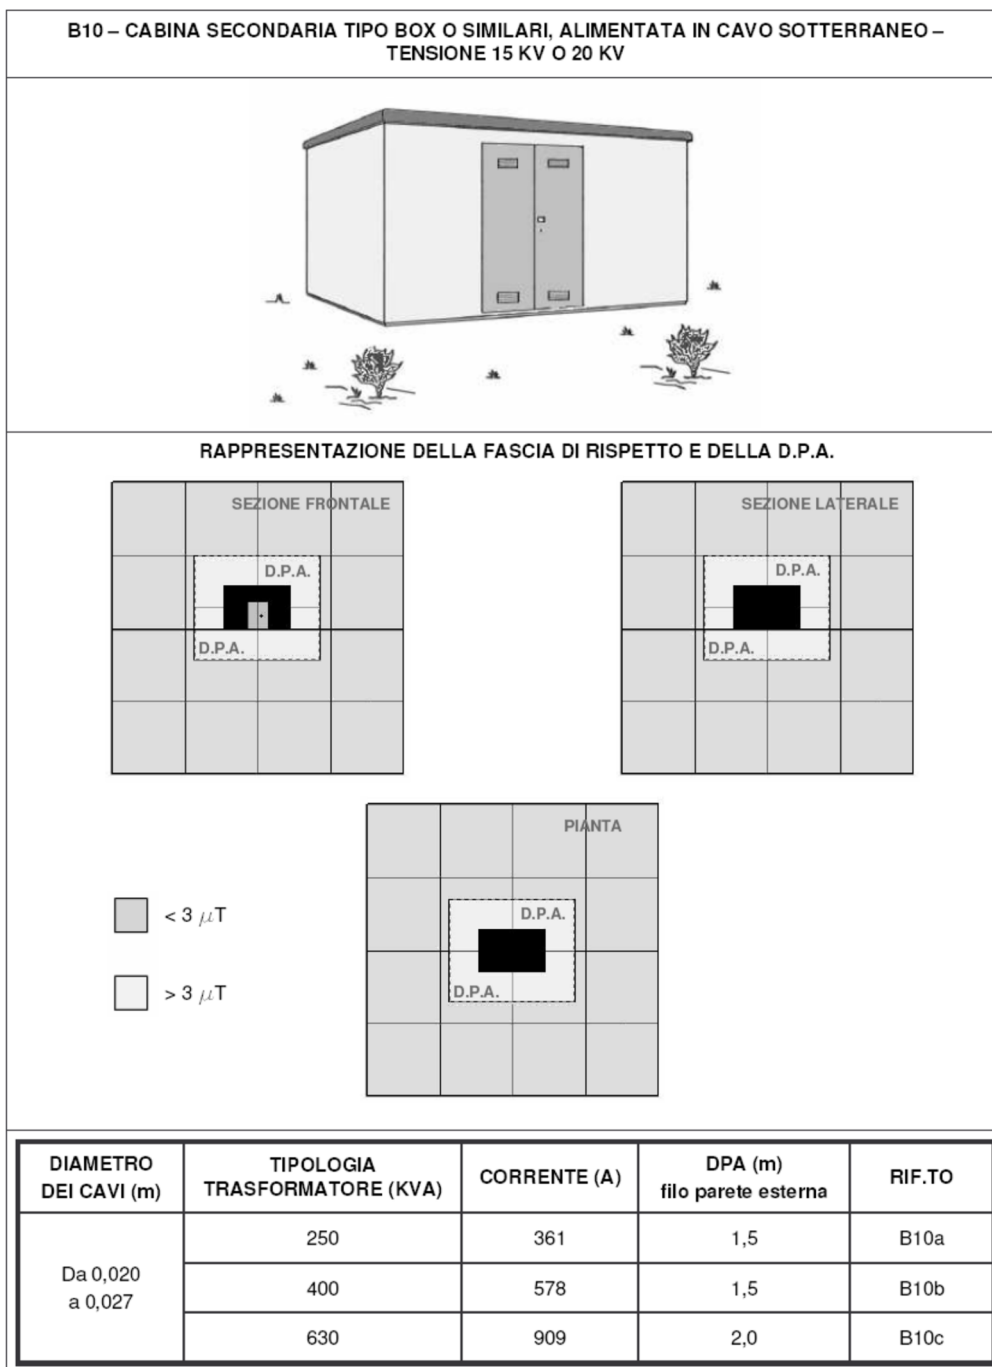 B10 – CABINA SECONDARIA TIPO BOX O SIMILARI, ALIMENTATA IN CAVO SOTTERRANEO –
TENSIONE 15 KV O 20 KV
RAPPRESENTAZIONE DELLA FASCIA DI RISPETTO E DELLA D.P.A.
SEZIONE FRONTALE
D.P.A.
D.P.A.
SEZIONE LATERALE
D.P.A.
D.P.A.
PIANTA
D.P.A.
D.P.A.
< 3 μT
> 3 μT
DIAMETRO
DEI CAVI (m)
TIPOLOGIA
TRASFORMATORE (KVA)
CORRENTE (A)
DPA (m)
filo parete esterna
RIF.TO
Da 0,020
a 0,027
250
361
1,5
B10a
400
578
1,5
B10b
630
909
2,0
B10c